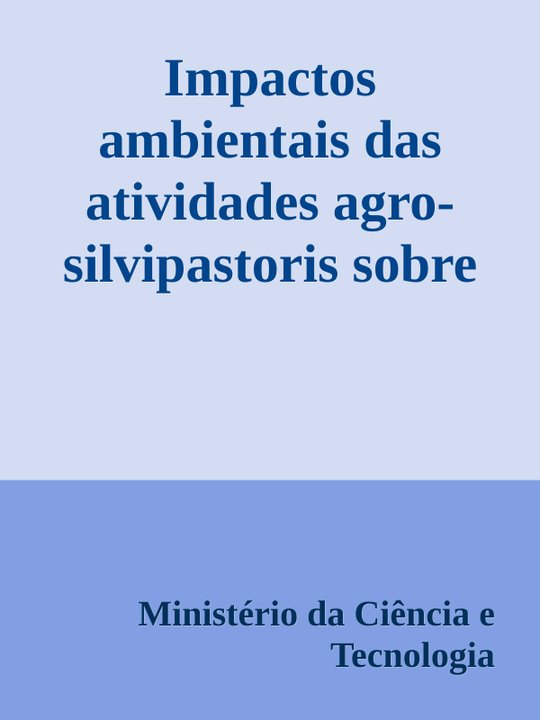 Impactos
ambientais das
atividades agro-
silvipastoris sobre
Ministério da Ciência e
Tecnologia